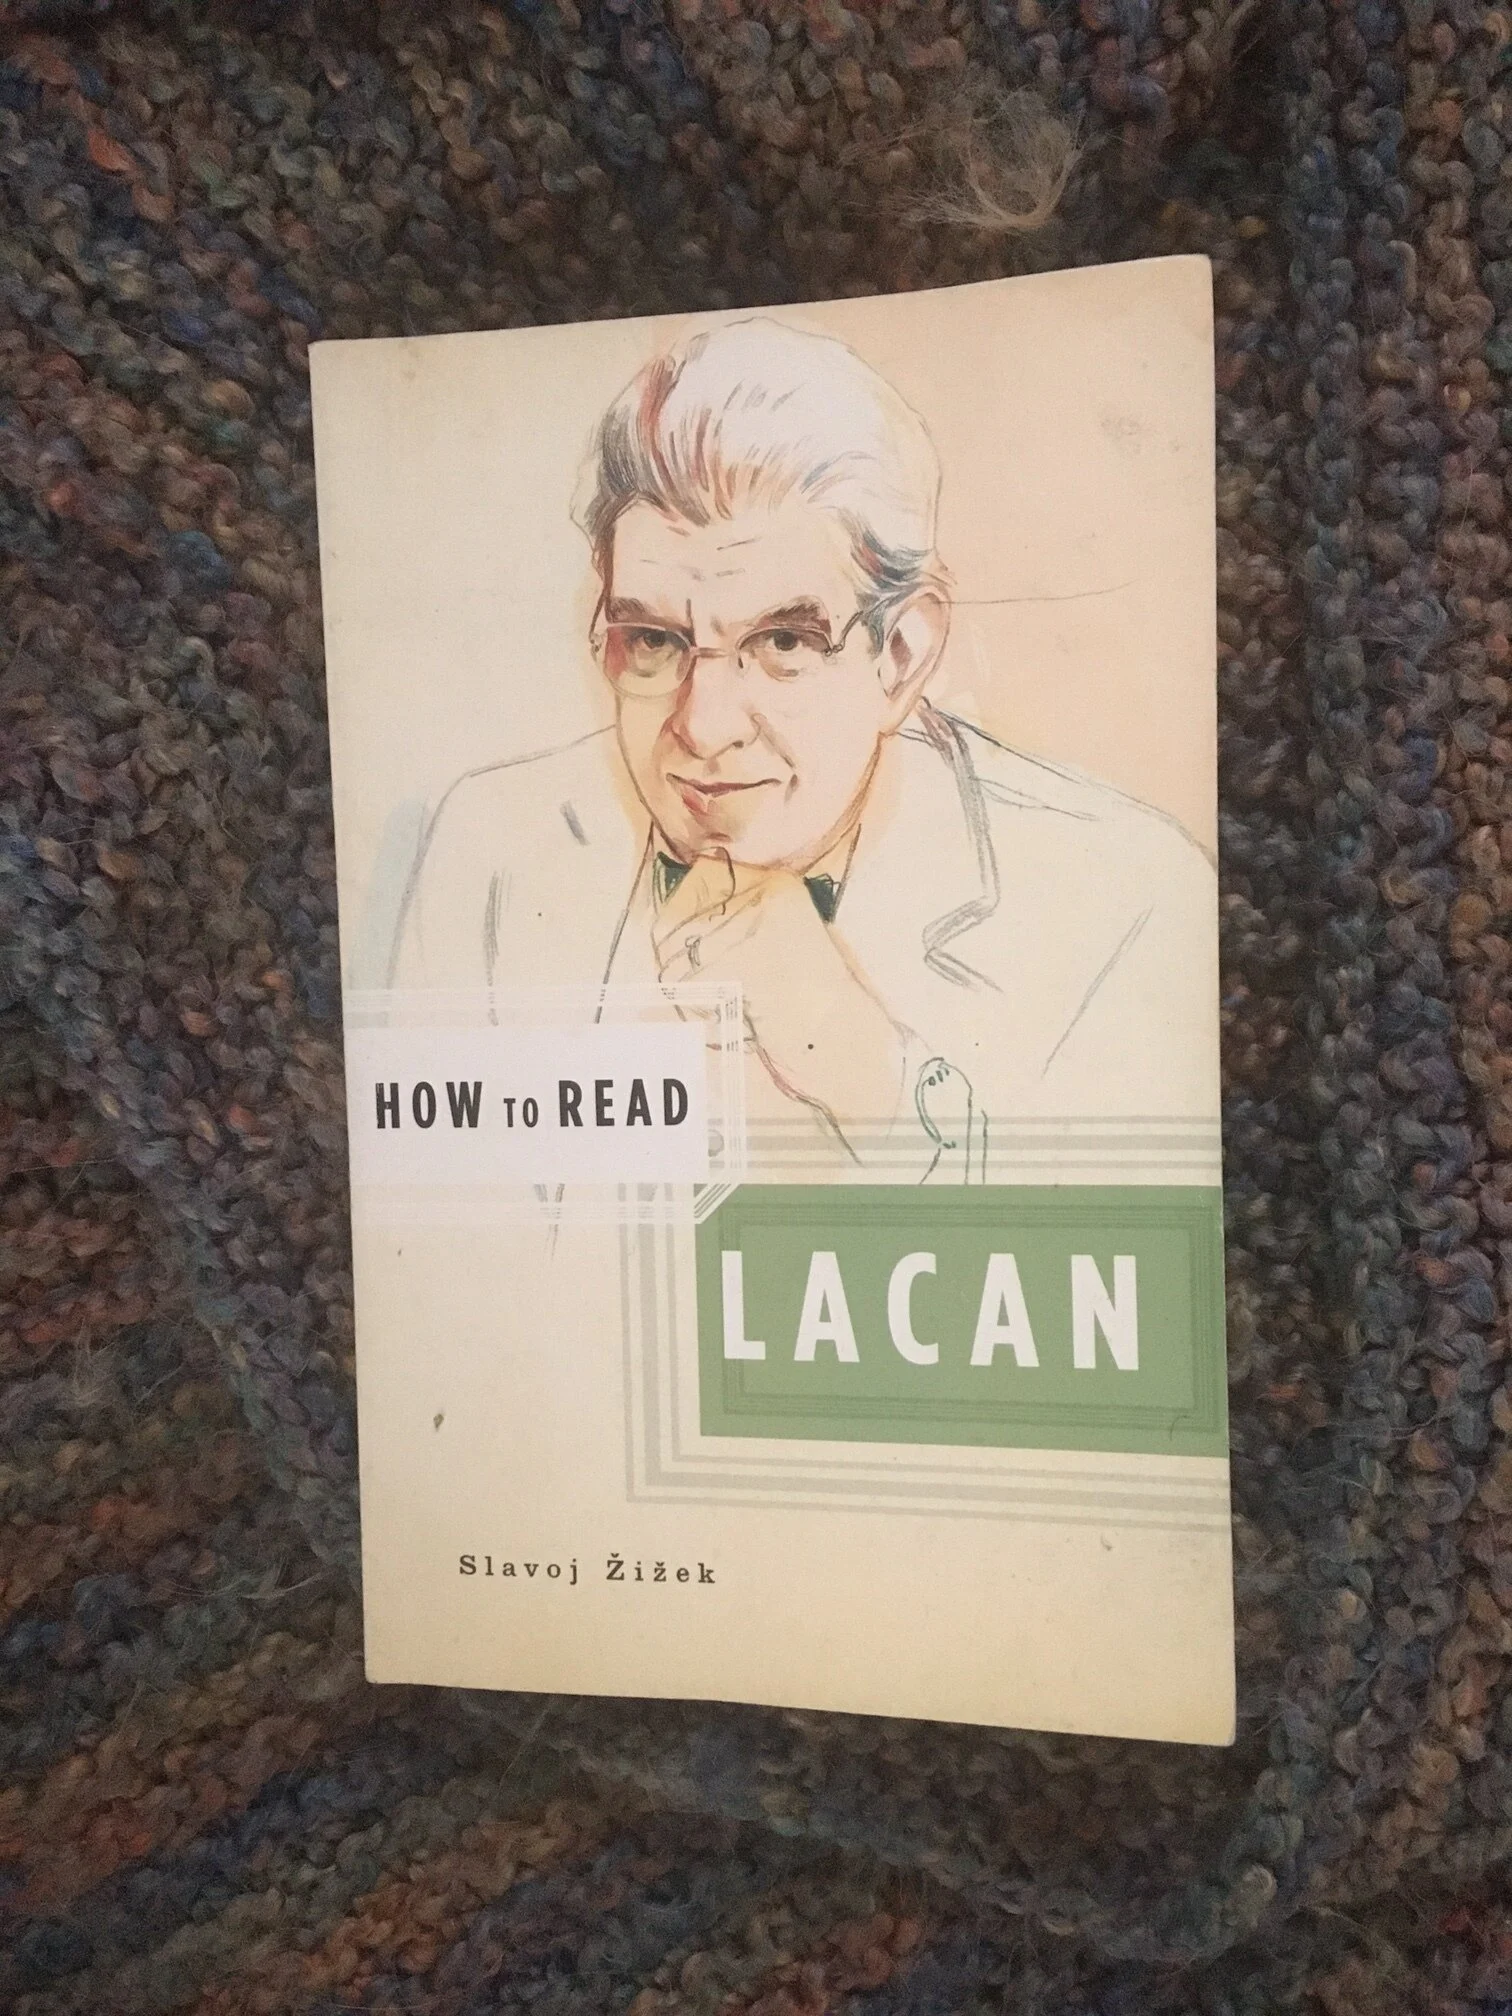 HOW TO READ
LACAN
Slavoj Žižek